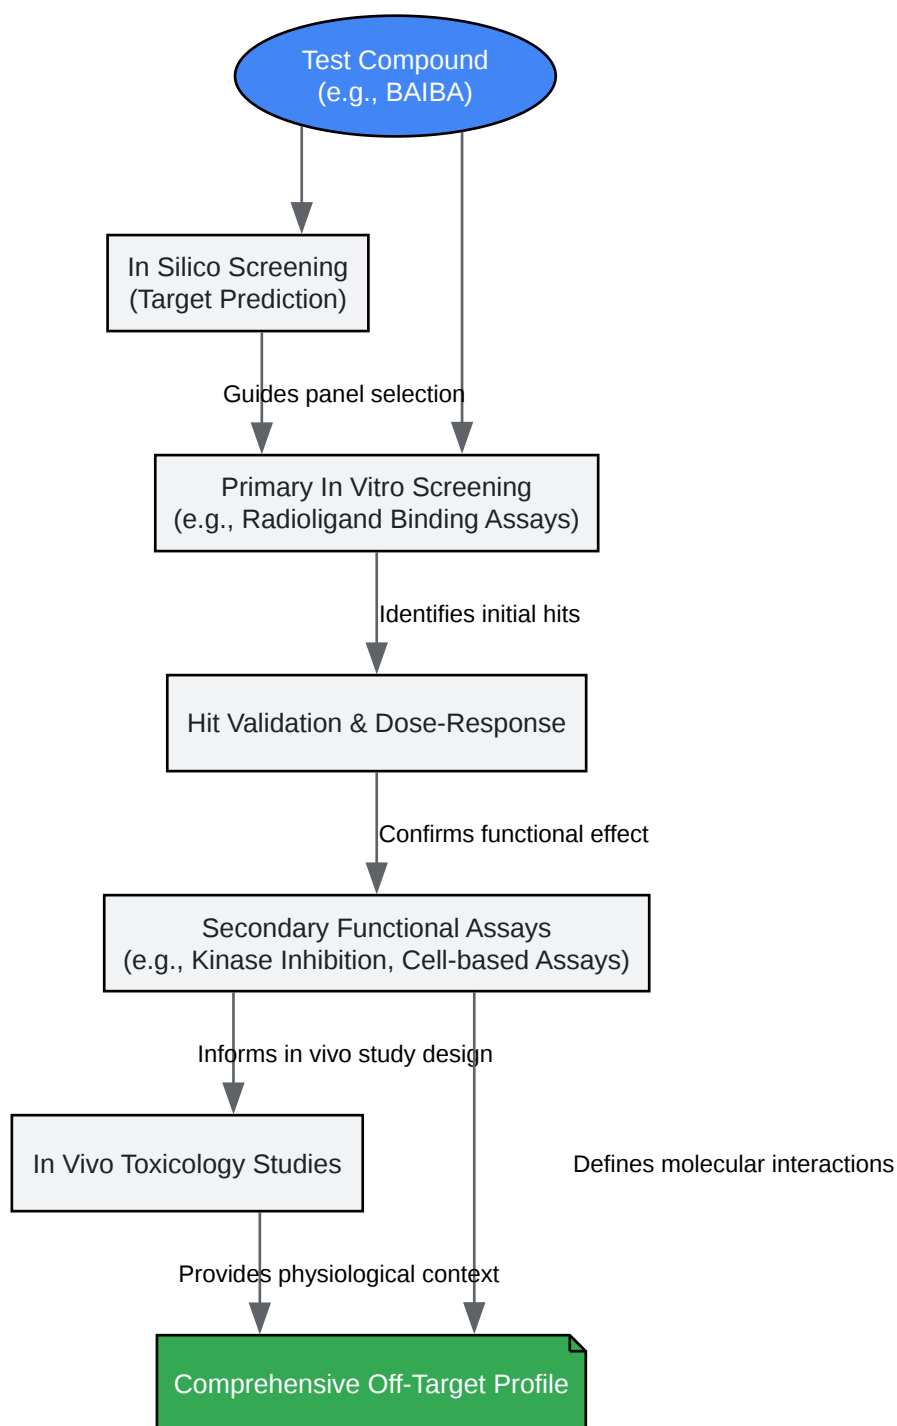 Test Compound
(e.g., BAIBA)
In Silico Screening
(Target Prediction)
Guides panel selection
Primary In Vitro Screening
(e.g., Radioligand Binding Assays)
Identifies initial hits
Hit Validation & Dose-Response
Confirms functional effect
Secondary Functional Assays
(e.g., Kinase Inhibition, Cell-based Assays)
Informs in vivo study design
In Vivo Toxicology Studies
Defines molecular interactions
Provides physiological context
Comprehensive Off-Target Profile